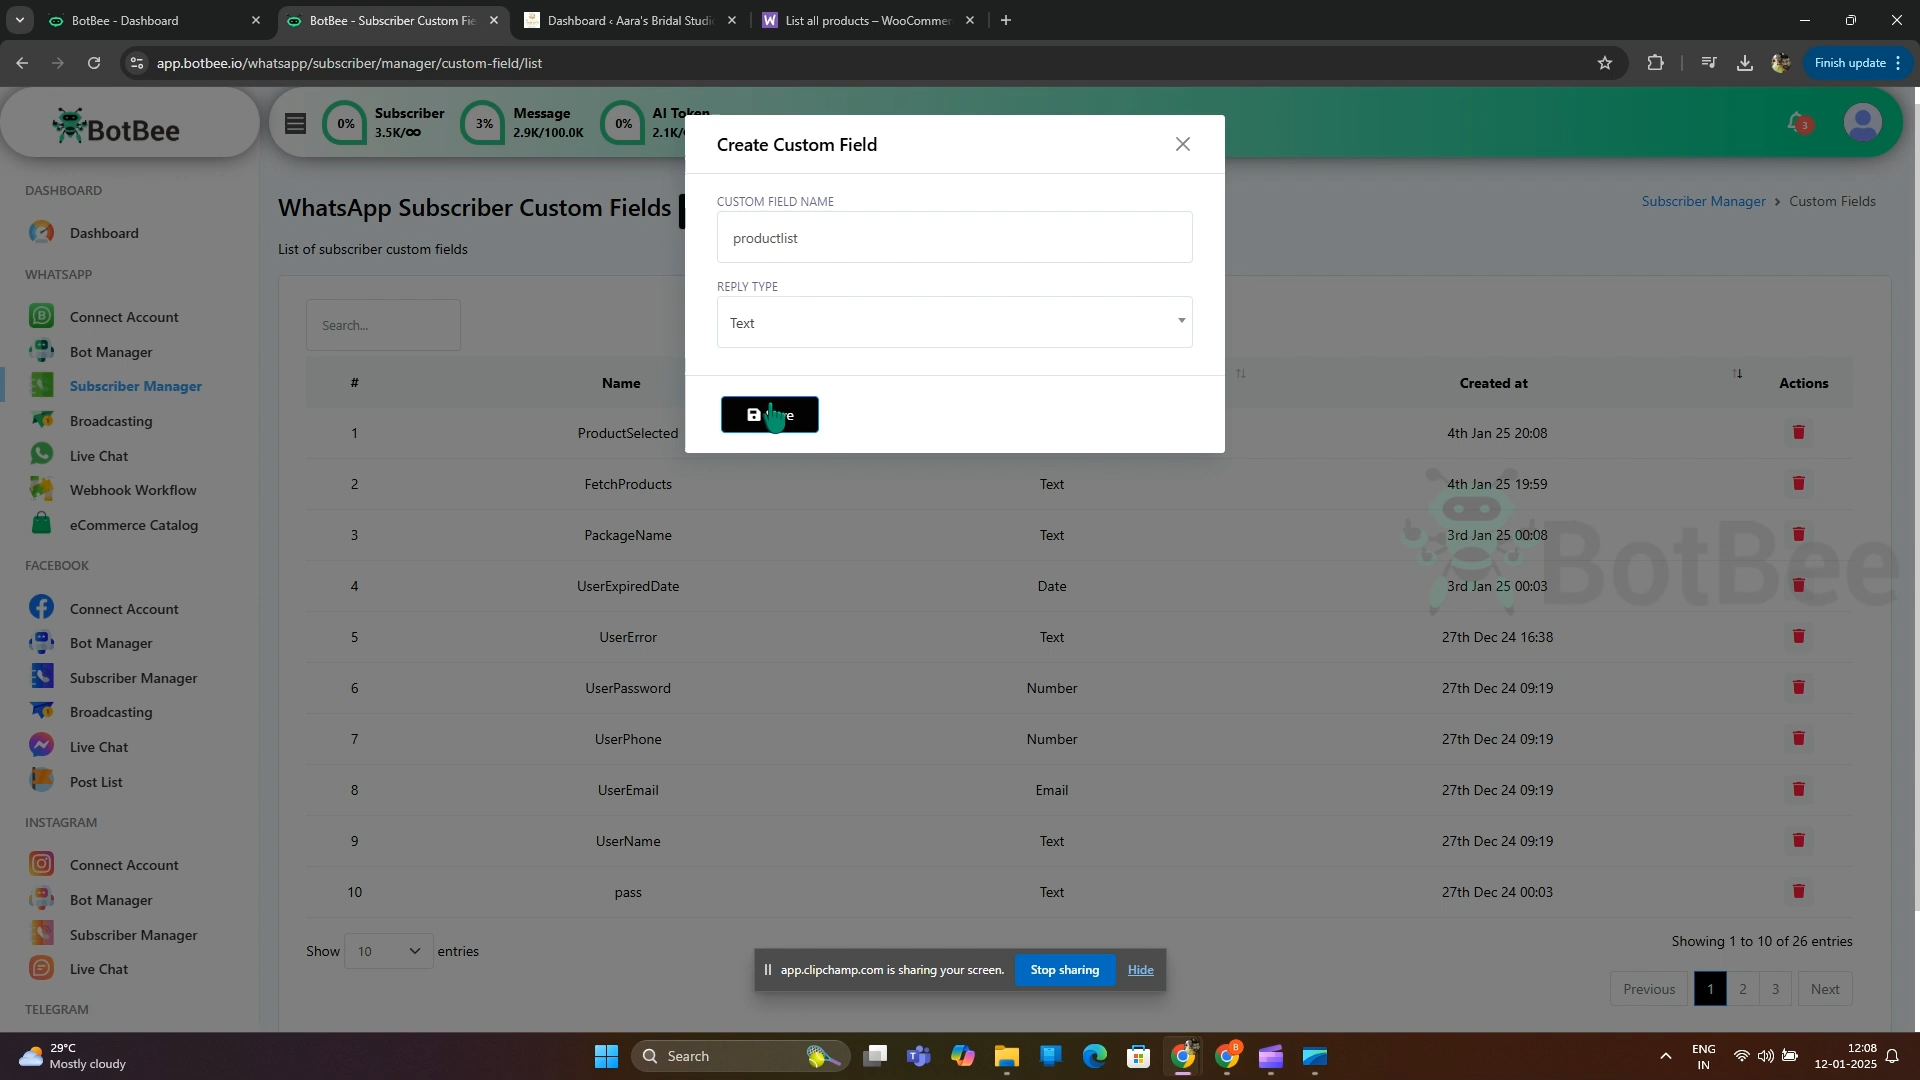 BotBee - Dashboard
BotBee - Subscriber Custom Fie
Dashboard ‹ Aara's Bridal Studio
List all products – WooCommer
app.botbee.io/whatsapp/subscriber/manager/custom-field/list
Finish update
BotBee
0%
Subscriber
3.5K/∞
3%
Message
2.9K/100.0K
0%
AI Token
2.1K/
3
DASHBOARD
Dashboard
WHATSAPP
Connect Account
Bot Manager
Subscriber Manager
Broadcasting
Live Chat
Webhook Workflow
eCommerce Catalog
FACEBOOK
Connect Account
Bot Manager
Subscriber Manager
Broadcasting
Live Chat
Post List
INSTAGRAM
Connect Account
Bot Manager
Subscriber Manager
Live Chat
TELEGRAM
WhatsApp Subscriber Custom Fields
List of subscriber custom fields
Subscriber Manager › Custom Fields
Search...
Create Custom Field
CUSTOM FIELD NAME
productlist
REPLY TYPE
Text
# Name Created at Actions
1 ProductSelected 4th Jan 25 20:08
2 FetchProducts Text 4th Jan 25 19:59
3 PackageName Text 3rd Jan 25 00:08
4 UserExpiredDate Date 3rd Jan 25 00:03
5 UserError Text 27th Dec 24 16:38
6 UserPassword Number 27th Dec 24 09:19
7 UserPhone Number 27th Dec 24 09:19
8 UserEmail Email 27th Dec 24 09:19
9 UserName Text 27th Dec 24 09:19
10 pass Text 27th Dec 24 00:03
BotBee
Show 10 entries
Showing 1 to 10 of 26 entries
Previous 1 2 3 Next
app.clipchamp.com is sharing your screen. Stop sharing Hide
29°C
Mostly cloudy
Search
ENG
IN
12:08
12-01-2025